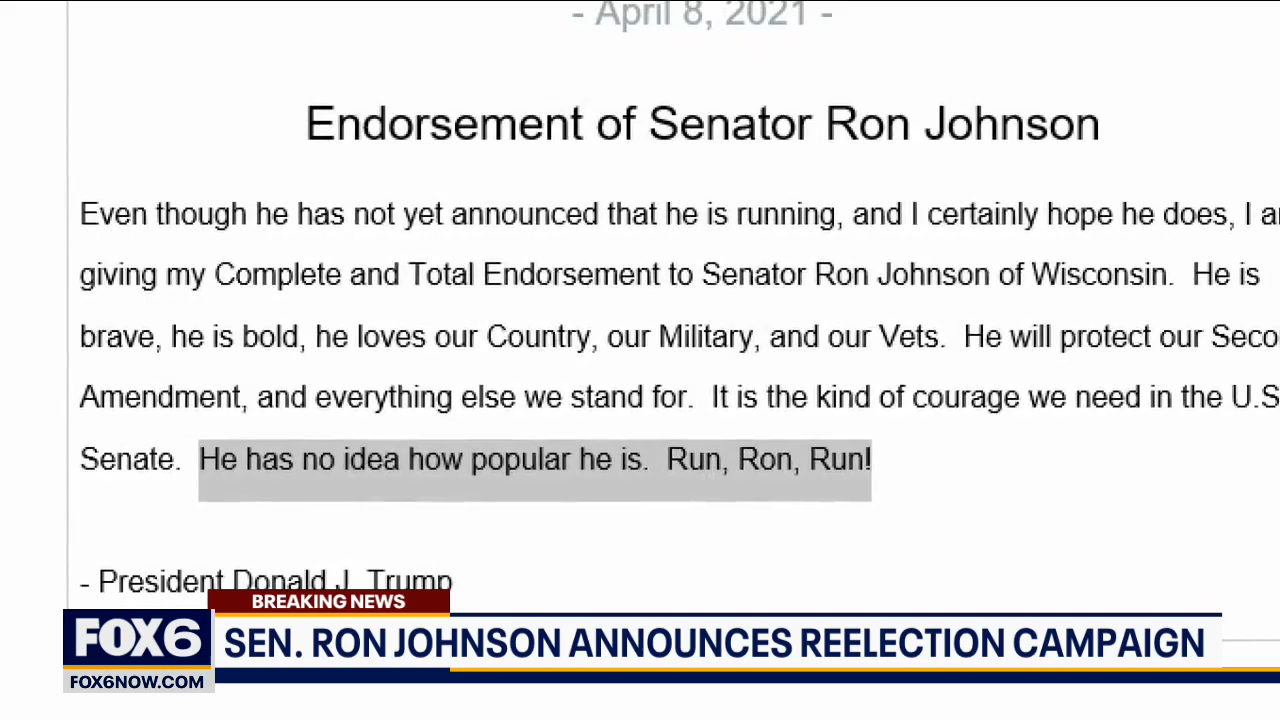 - April 8, 2021 -
Endorsement of Senator Ron Johnson
Even though he has not yet announced that he is running, and I certainly hope he does, I
giving my Complete and Total Endorsement to Senator Ron Johnson of Wisconsin. He is
brave, he is bold, he loves our Country, our Military, and our Vets. He will protect our
Amendment, and everything else we stand for. It is the kind of courage we need in the U.S
Senate. He has no idea how popular he is. Run, Ron, Run!
- President Donald J. Trump
BREAKING NEWS
FOX6
SEN. RON JOHNSON ANNOUNCES REELECTION CAMPAIGN
FOX6NOW.COM